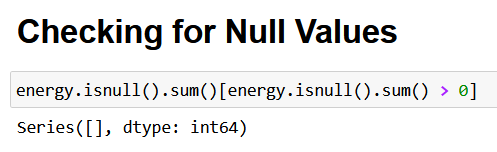 Checking for Null Values
energy.isnull().sum()[energy.isnull().sum() > 0]
Series([], dtype: int64)